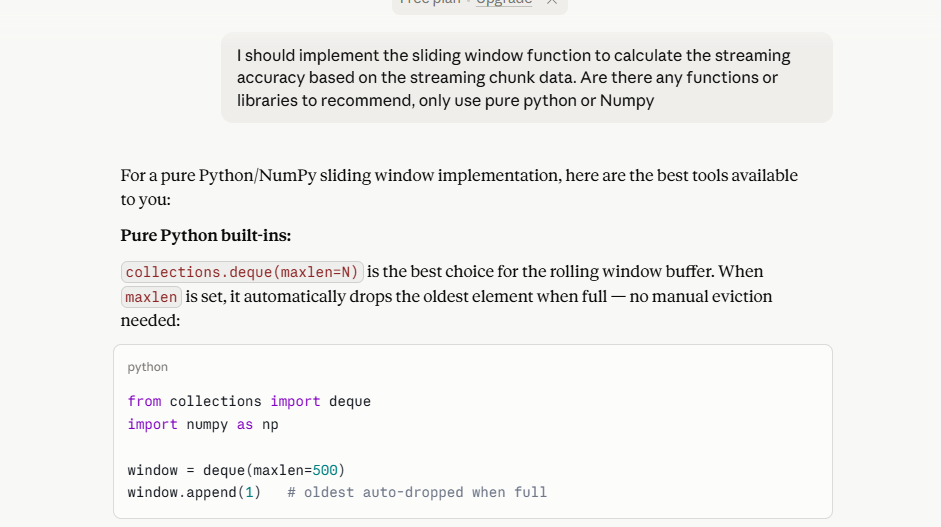 Free plan · Upgrade
I should implement the sliding window function to calculate the streaming
accuracy based on the streaming chunk data. Are there any functions or
libraries to recommend, only use pure python or Numpy
For a pure Python/NumPy sliding window implementation, here are the best tools available
to you:
Pure Python built-ins:
collections.deque(maxlen=N) is the best choice for the rolling window buffer. When
maxlen is set, it automatically drops the oldest element when full — no manual eviction
needed:
python
from collections import deque
import numpy as np
window = deque(maxlen=500)
window.append(1)   # oldest auto-dropped when full